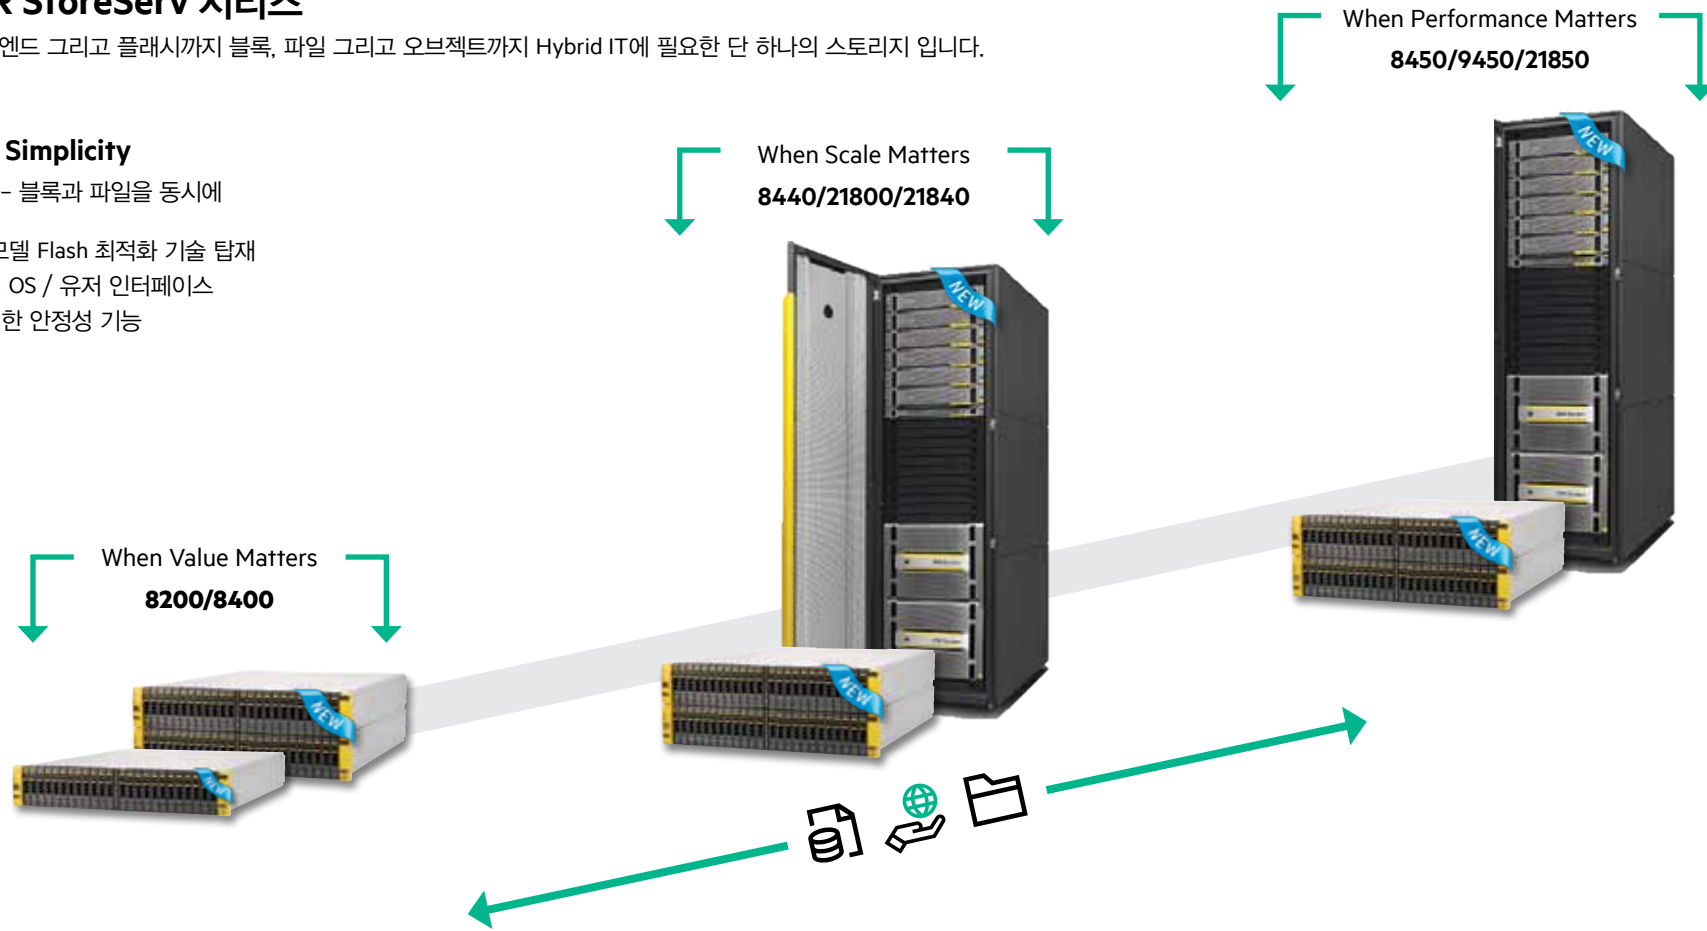 R StoreServ 시리즈
엔드 그리고 플래시까지 블록, 파일 그리고 오브젝트까지 Hybrid IT에 필요한 단 하나의 스토리지 입니다.
Simplicity
– 블록과 파일을 동시에
모델 Flash 최적화 기술 탑재
OS / 유저 인터페이스
한 안정성 기능
When Value Matters
8200/8400
NEW
NEW
When Scale Matters
8440/21800/21840
NEW
NEW
When Performance Matters
8450/9450/21850
NEW
NEW